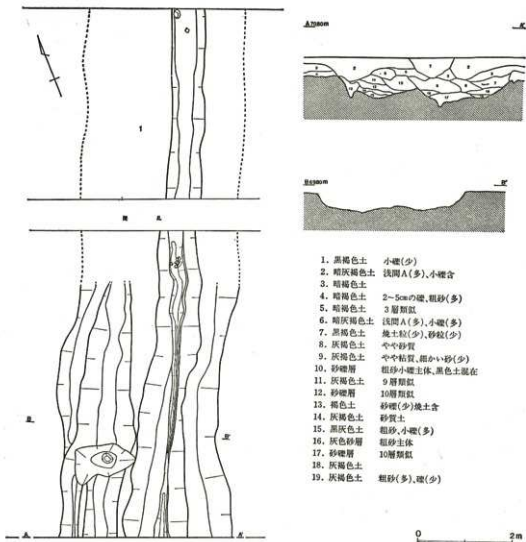 A 70.80m
A'
1
B 69.80m
B'
B
B'
A
A'
1. 黒褐色土 小礫(少)
2. 暗灰褐色土 浅間A(多)、小礫含
3. 暗褐色土
4. 暗褐色土 2~5cmの礫、粗砂(多)
5. 暗褐色土 3層類似
6. 暗灰褐色土 浅間A(多)、小礫(多)
7. 黒褐色土 焼土粒(少)、砂粒(少)
8. 灰褐色土 やや砂質
9. 灰褐色土 やや粘質、細かい砂(少)
10. 砂礫層 粗砂小礫主体、黒色土混在
11. 灰褐色土 9層類似
12. 砂礫層 10層類似
13. 褐色土 砂礫(少)焼土含
14. 灰褐色土 砂質土
15. 黒灰色土 粗砂、小礫(多)
16. 灰色砂層 粗砂主体
17. 砂礫層 10層類似
18. 灰褐色土
19. 灰褐色土 粗砂(多)、礫(少)
0 2m